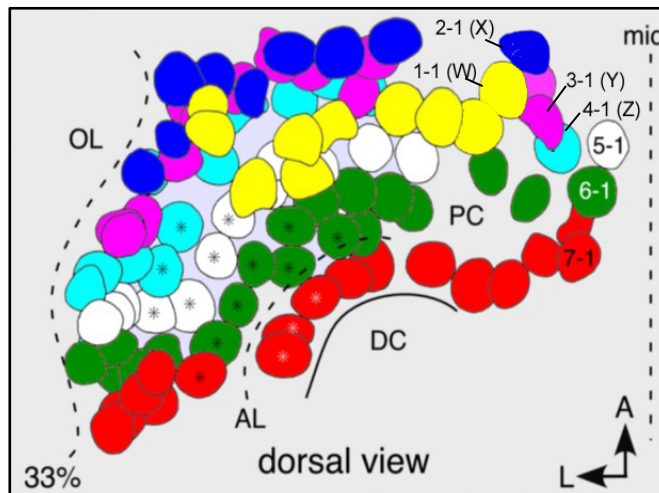 2-1 (X)
mid
1-1 (W)
3-1 (Y)
4-1 (Z)
OL
5-1
6-1
PC
7-1
DC
AL
A
dorsal view
L
33%